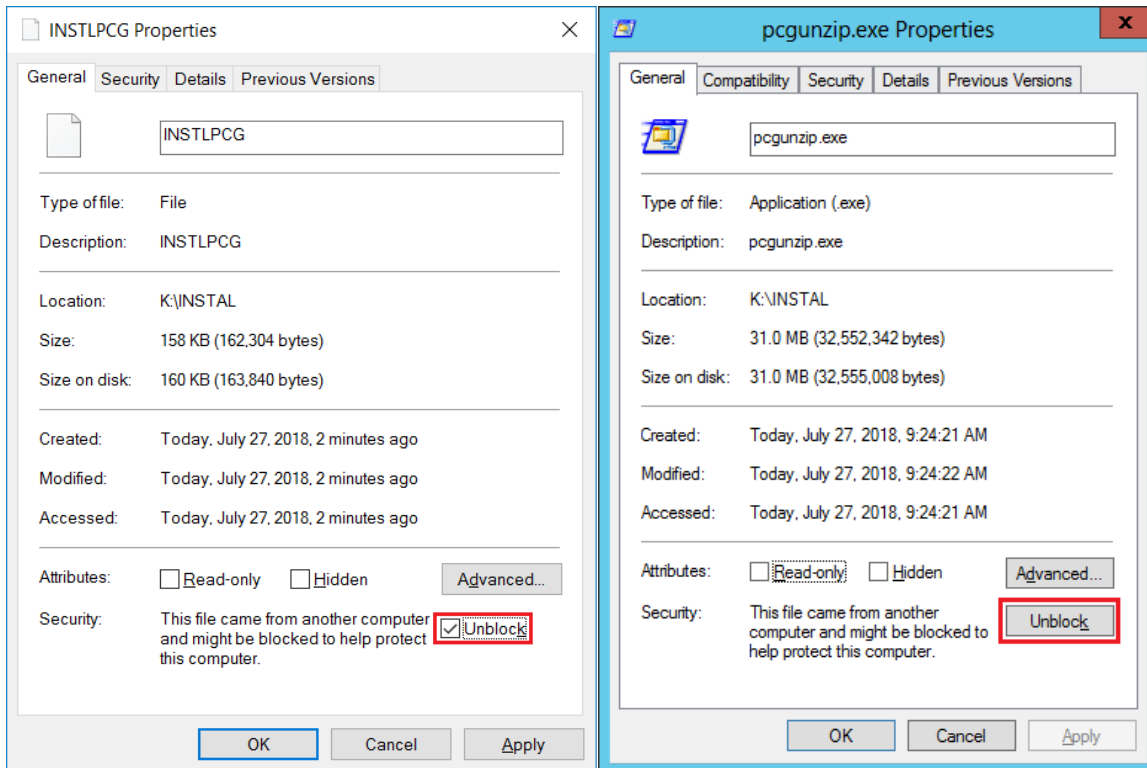 INSTLPCG Properties
General Security Details Previous Versions
INSTLPCG
Type of file: File
Description: INSTLPCG
Location: K:\INSTAL
Size: 158 KB (162,304 bytes)
Size on disk: 160 KB (163,840 bytes)
Created: Today, July 27, 2018, 2 minutes ago
Modified: Today, July 27, 2018, 2 minutes ago
Accessed: Today, July 27, 2018, 2 minutes ago
Attributes: Read-only Hidden Advanced...
Security: This file came from another computer Unblock
and might be blocked to help protect
this computer.
OK Cancel Apply
pcgunzip.exe Properties
x
General Compatibility Security Details Previous Versions
pcgunzip.exe
Type of file: Application (.exe)
Description: pcgunzip.exe
Location: K:\INSTAL
Size: 31.0 MB (32,552,342 bytes)
Size on disk: 31.0 MB (32,555,008 bytes)
Created: Today, July 27, 2018, 9:24:21 AM
Modified: Today, July 27, 2018, 9:24:22 AM
Accessed: Today, July 27, 2018, 9:24:21 AM
Attributes: Read-only Hidden Advanced...
Security: This file came from another Unblock
computer and might be blocked to
help protect this computer.
OK Cancel Apply